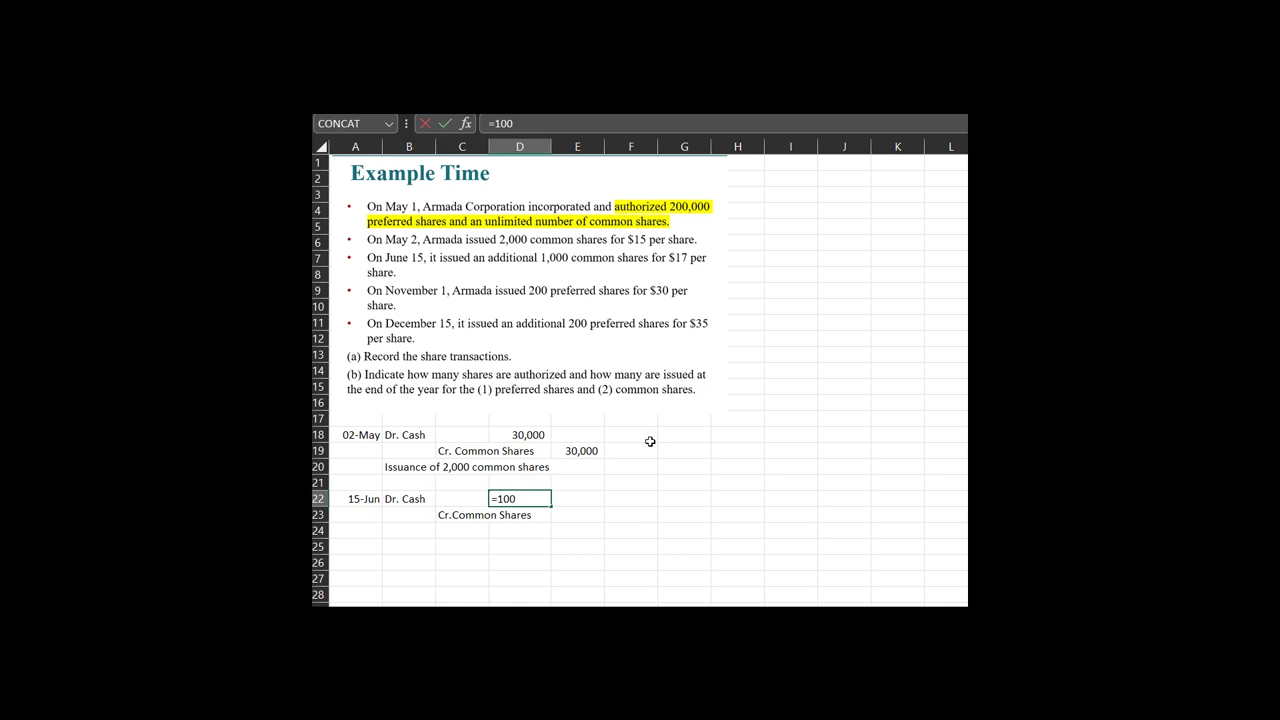 CONCAT fx =100
A B C D E F G H I J K L
1
2 Example Time
3
4 • On May 1, Armada Corporation incorporated and authorized 200,000
5 preferred shares and an unlimited number of common shares.
6 • On May 2, Armada issued 2,000 common shares for $15 per share.
7 • On June 15, it issued an additional 1,000 common shares for $17 per
8 share.
9 • On November 1, Armada issued 200 preferred shares for $30 per
10 share.
11 • On December 15, it issued an additional 200 preferred shares for $35
12 per share.
13 (a) Record the share transactions.
14 (b) Indicate how many shares are authorized and how many are issued at
15 the end of the year for the (1) preferred shares and (2) common shares.
16
17
18 02-May Dr. Cash 30,000
19 Cr. Common Shares 30,000
20 Issuance of 2,000 common shares
21
22 15-Jun Dr. Cash =100
23 Cr.Common Shares
24
25
26
27
28